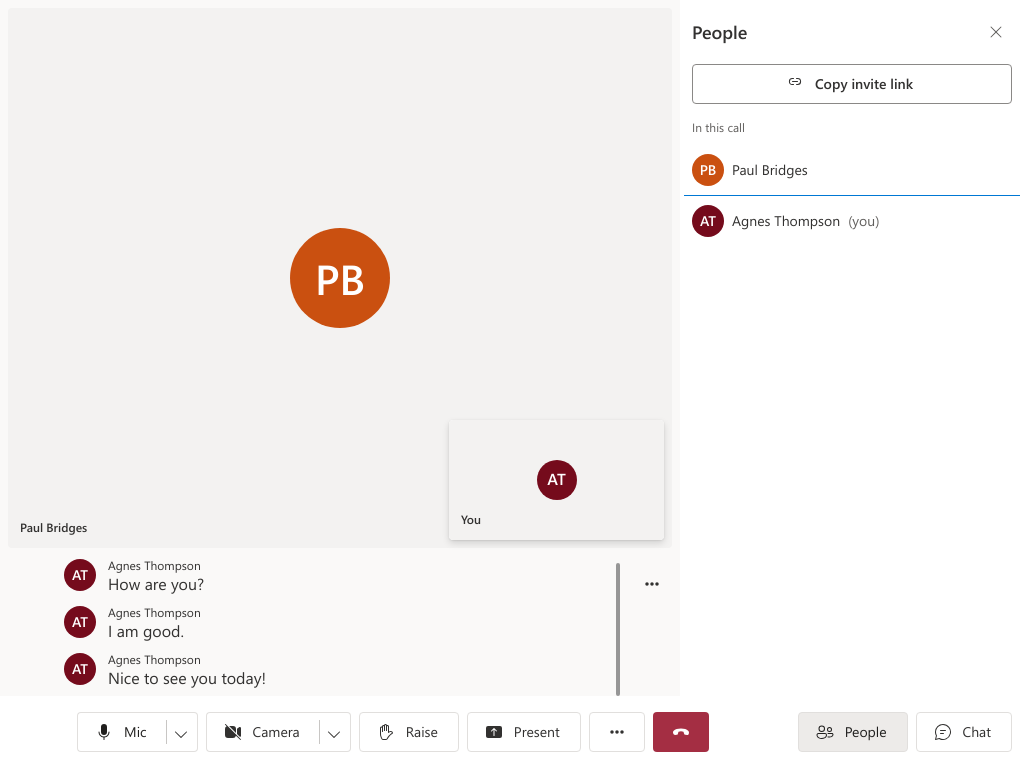 People
Copy invite link
In this call
PB Paul Bridges
AT Agnes Thompson (you)
PB
AT
You
Paul Bridges
Agnes Thompson
AT How are you?
Agnes Thompson
AT I am good.
Agnes Thompson
AT Nice to see you today!
Mic Camera Raise Present People Chat